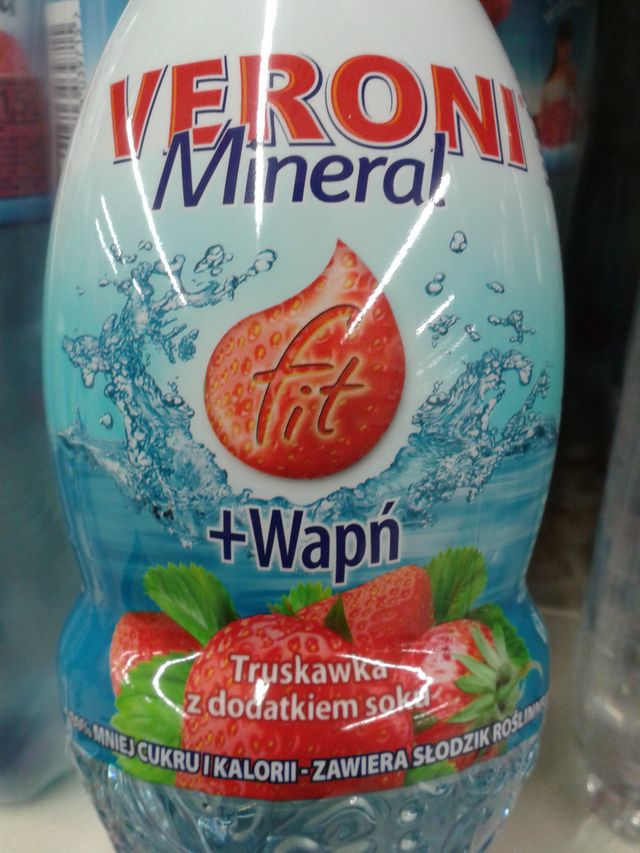 VERONI
Mineral
fit
+Wapń
Truskawka
z dodatkiem soku
MNIEJ CUKRU I KALORII - ZAWIERA SŁODZIK ROŚLINNY